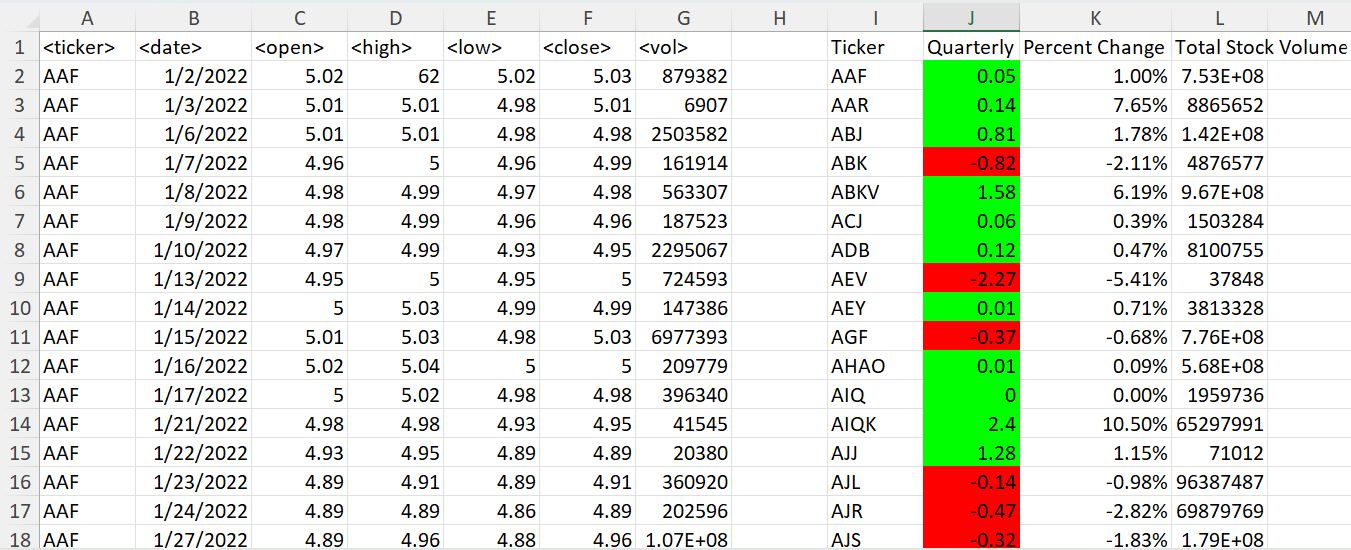 A B C D E F G H I J K L M
1 <ticker> <date> <open> <high> <low> <close> <vol> Ticker Quarterly Percent Change Total Stock Volume
2 AAF 1/2/2022 5.02 62 5.02 5.03 879382 AAF 0.05 1.00% 7.53E+08
3 AAF 1/3/2022 5.01 5.01 4.98 5.01 6907 AAR 0.14 7.65% 8865652
4 AAF 1/6/2022 5.01 5.01 4.98 4.98 2503582 ABJ 0.81 1.78% 1.42E+08
5 AAF 1/7/2022 4.96 5 4.96 4.99 161914 ABK -0.82 -2.11% 4876577
6 AAF 1/8/2022 4.98 4.99 4.97 4.98 563307 ABKV 1.58 6.19% 9.67E+08
7 AAF 1/9/2022 4.98 4.99 4.96 4.96 187523 ACJ 0.06 0.39% 1503284
8 AAF 1/10/2022 4.97 4.99 4.93 4.95 2295067 ADB 0.12 0.47% 8100755
9 AAF 1/13/2022 4.95 5 4.95 5 724593 AEV -2.27 -5.41% 37848
10 AAF 1/14/2022 5 5.03 4.99 4.99 147386 AEY 0.01 0.71% 3813328
11 AAF 1/15/2022 5.01 5.03 4.98 5.03 6977393 AGF -0.37 -0.68% 7.76E+08
12 AAF 1/16/2022 5.02 5.04 5 5 209779 AHAO 0.01 0.09% 5.68E+08
13 AAF 1/17/2022 5 5.02 4.98 4.98 396340 AIQ 0 0.00% 1959736
14 AAF 1/21/2022 4.98 4.98 4.93 4.95 41545 AIQK 2.4 10.50% 65297991
15 AAF 1/22/2022 4.93 4.95 4.89 4.89 20380 AJJ 1.28 1.15% 71012
16 AAF 1/23/2022 4.89 4.91 4.89 4.91 360920 AJL -0.14 -0.98% 96387487
17 AAF 1/24/2022 4.89 4.89 4.86 4.89 202596 AJR -0.47 -2.82% 69879769
18 AAF 1/27/2022 4.89 4.96 4.88 4.96 1.07E+08 AJS -0.32 -1.83% 1.79E+08